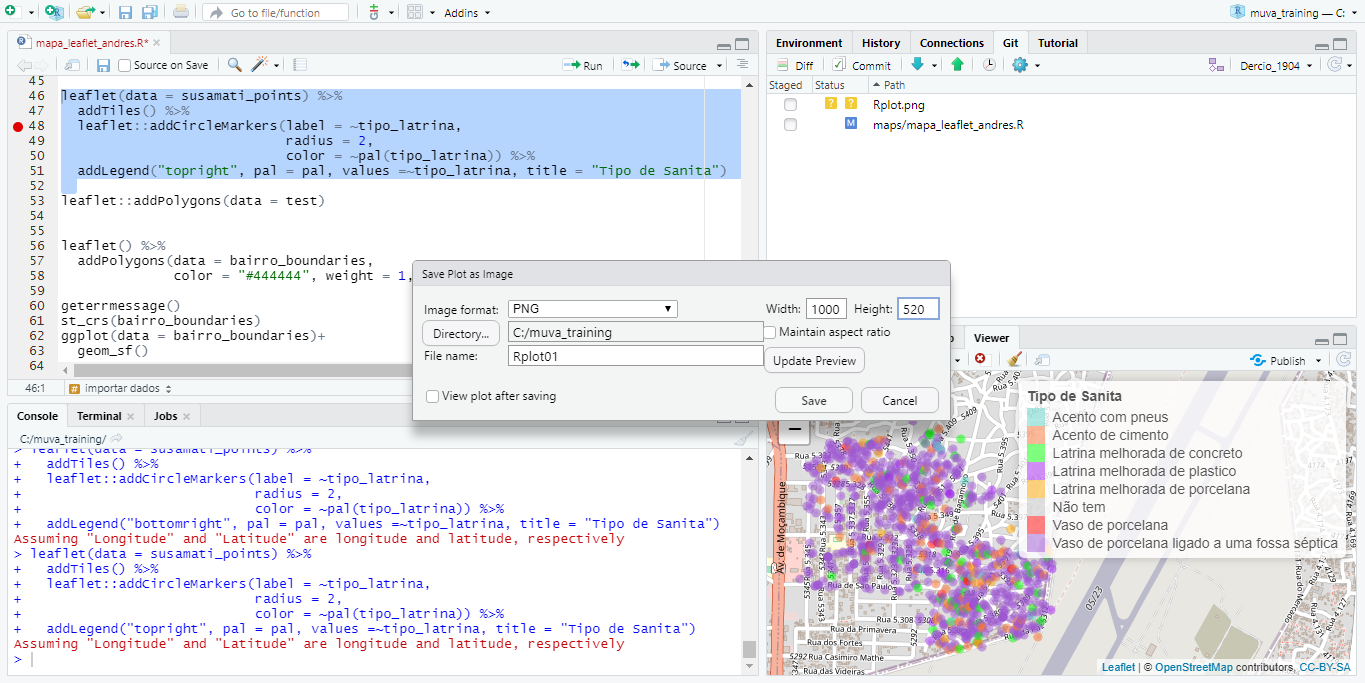 Go to file/function
Addins
muva_training — C:
mapa_leaflet_andres.R*
Source on Save
Run
Source
45
46 leaflet(data = susamati_points) %>%
47 addTiles() %>%
48 leaflet::addCircleMarkers(label = ~tipo_latrina,
49 radius = 2,
50 color = ~pal(tipo_latrina)) %>%
51 addLegend("topright", pal = pal, values =~tipo_latrina, title = "Tipo de Sanita")
52
53 leaflet::addPolygons(data = test)
54
55
56 leaflet() %>%
57 addPolygons(data = bairro_boundaries,
58 color = "#444444", weight = 1,
59
60 geterrmessage()
61 st_crs(bairro_boundaries)
62 ggplot(data = bairro_boundaries)+
63 geom_sf()
64
46:1 importar dados
Console Terminal Jobs
C:/muva_training/
> leaflet(data = susamati_points) %>%
+ addTiles() %>%
+ leaflet::addCircleMarkers(label = ~tipo_latrina,
+ radius = 2,
+ color = ~pal(tipo_latrina)) %>%
+ addLegend("bottomright", pal = pal, values =~tipo_latrina, title = "Tipo de Sanita")
Assuming "Longitude" and "Latitude" are longitude and latitude, respectively
> leaflet(data = susamati_points) %>%
+ addTiles() %>%
+ leaflet::addCircleMarkers(label = ~tipo_latrina,
+ radius = 2,
+ color = ~pal(tipo_latrina)) %>%
+ addLegend("topright", pal = pal, values =~tipo_latrina, title = "Tipo de Sanita")
Assuming "Longitude" and "Latitude" are longitude and latitude, respectively
>
Environment History Connections Git Tutorial
Diff Commit Dercio_1904
Staged Status Path
? ? Rplot.png
M maps/mapa_leaflet_andres.R
Save Plot as Image
Image format: PNG Width: 1000 Height: 520
Directory... C:/muva_training Maintain aspect ratio
File name: Rplot01 Update Preview
View plot after saving Save Cancel
Viewer
Publish
−
Tipo de Sanita
Acento com pneus
Acento de cimento
Latrina melhorada de concreto
Latrina melhorada de plastico
Latrina melhorada de porcelana
Não tem
Vaso de porcelana
Vaso de porcelana ligado a uma fossa séptica
Av. de Moçambique
Rua de São Paulo
Rua da Primavera
Rua dos Fortes
5292 Rua Casimiro Mathe
Rua das Videiras
05/23
Leaflet | © OpenStreetMap contributors, CC-BY-SA